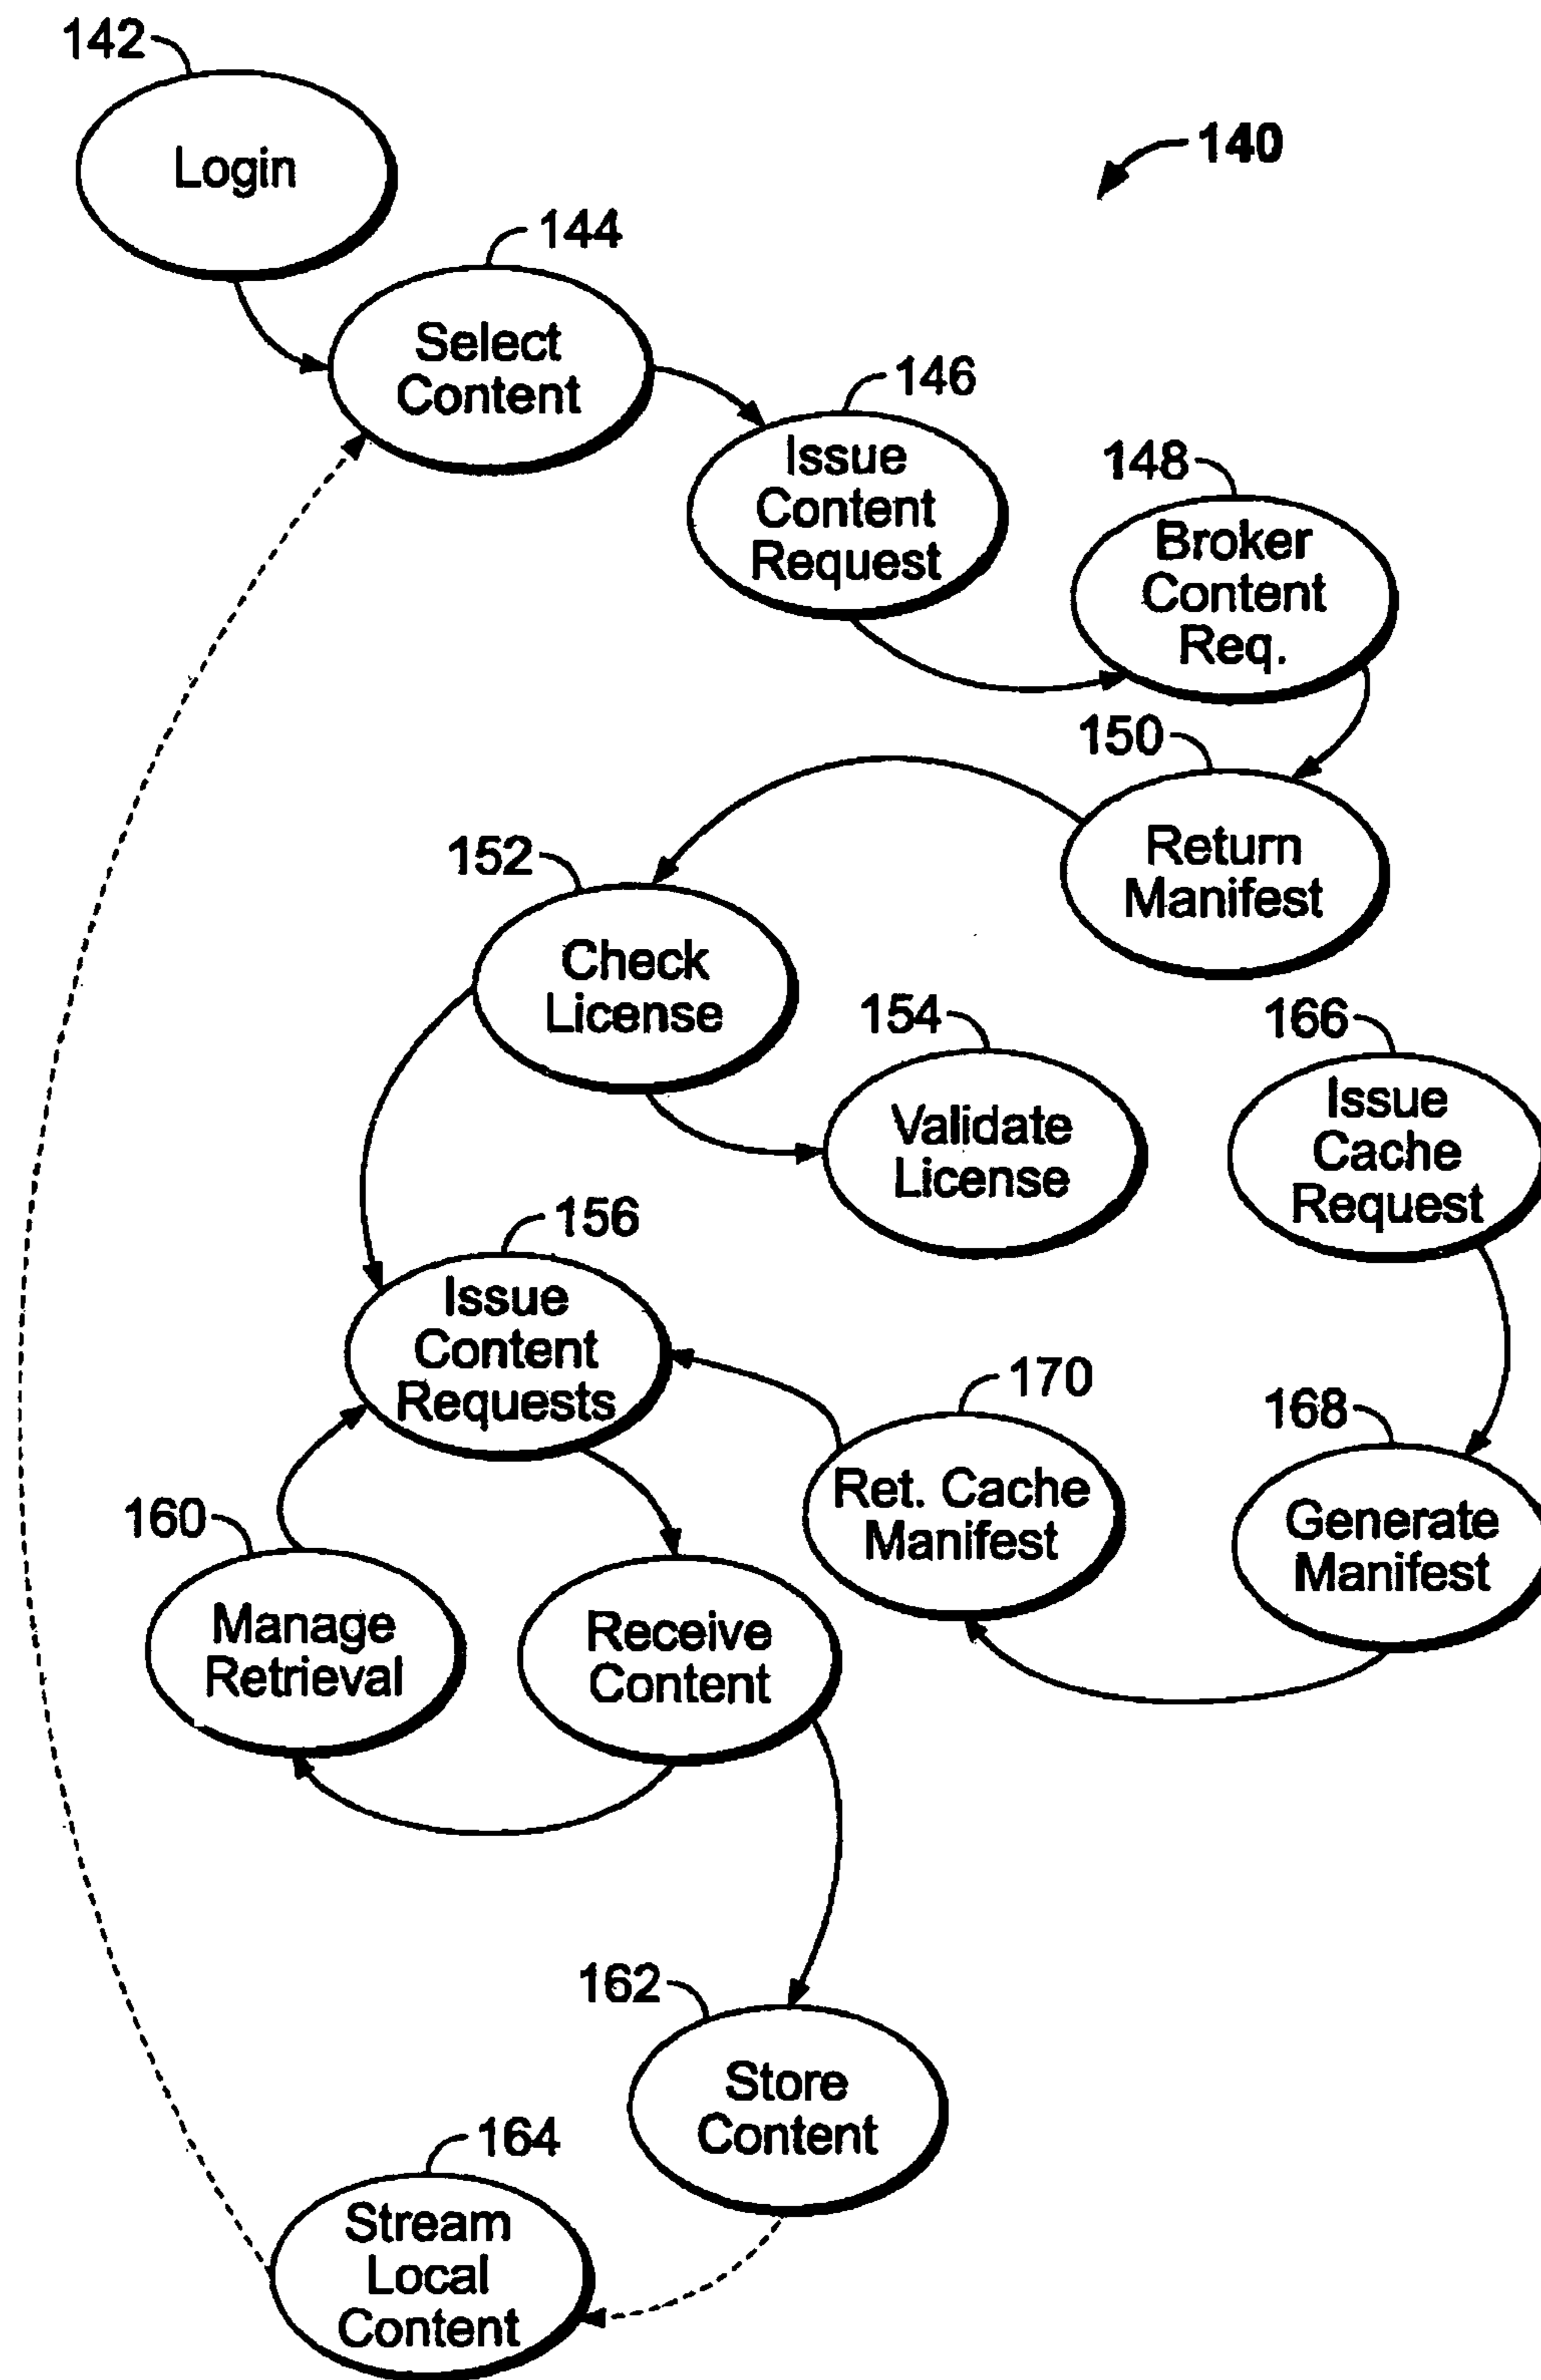 142
Login
140
144
Select
Content
146
Issue
Content
Request
148
Broker
Content
Req.
150
Return
Manifest
152
Check
License
154
Validate
License
166
Issue
Cache
Request
156
Issue
Content
Requests
170
Ret. Cache
Manifest
168
Generate
Manifest
160
Manage
Retrieval
Receive
Content
162
Store
Content
164
Stream
Local
Content